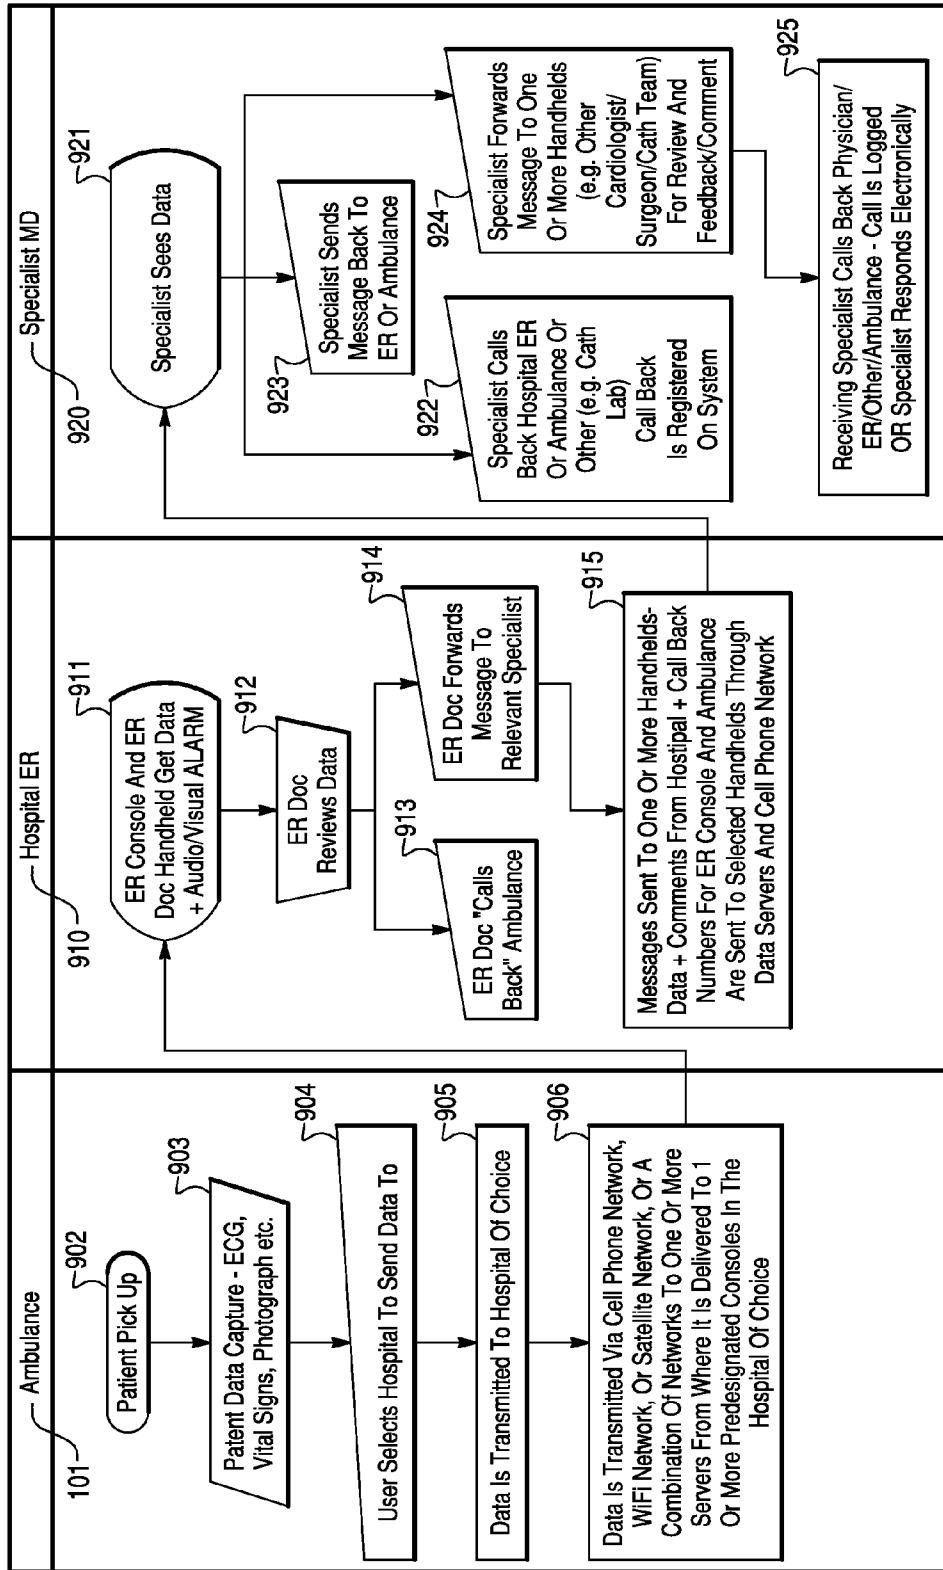 Ambulance
101
Patient Pick Up
902
Patent Data Capture - ECG,
Vital Signs, Photograph etc.
903
User Selects Hospital To Send Data To
904
Data Is Transmitted To Hospital Of Choice
905
Data Is Transmitted Via Cell Phone Network,
WiFi Network, Or Satellite Network, Or A
Combination Of Networks To One Or More
Servers From Where It Is Delivered To 1
Or More Predesignated Consoles In The
Hospital Of Choice
906
Hospital ER
910
ER Console And ER
Doc Handheld Get Data
+ Audio/Visual ALARM
911
ER Doc
Reviews Data
912
ER Doc "Calls
Back" Ambulance
913
ER Doc Forwards
Message To
Relevant Specialist
914
Messages Sent To One Or More Handhelds-
Data + Comments From Hostipal + Call Back
Numbers For ER Console And Ambulance
Are Sent To Selected Handhelds Through
Data Servers And Cell Phone Network
915
Specialist MD
920
Specialist Sees Data
921
Specialist Sends
Message Back To
ER Or Ambulance
923
Specialist Calls
Back Hospital ER
Or Ambulance Or
Other (e.g. Cath
Lab)
Call Back
Is Registered
On System
922
Specialist Forwards
Message To One
Or More Handhelds
(e.g. Other
Cardiologist/
Surgeon/Cath Team)
For Review And
Feedback/Comment
924
Receiving Specialist Calls Back Physician/
ER/Other/Ambulance - Call Is Logged
OR Specialist Responds Electronically
925